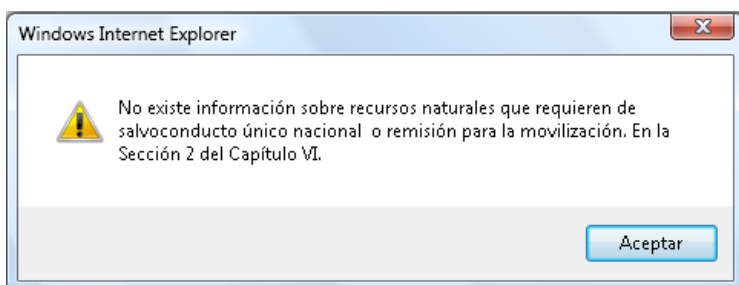 Windows Internet Explorer
No existe información sobre recursos naturales que requieren de
salvoconducto único nacional o remisión para la movilización. En la
Sección 2 del Capítulo VI.
Aceptar